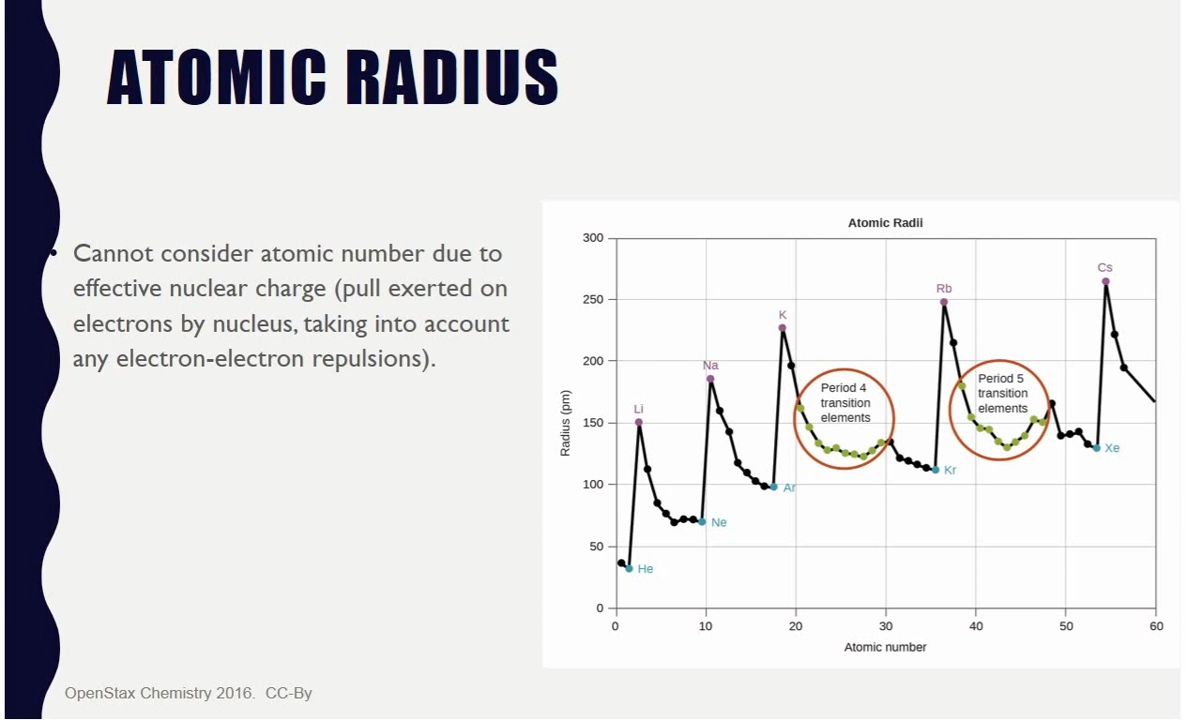 ATOMIC RADIUS
• Cannot consider atomic number due to
effective nuclear charge (pull exerted on
electrons by nucleus, taking into account
any electron-electron repulsions).
Atomic Radii
300
250
200
150
100
50
0
Radius (pm)
Li
He
Na
Ne
K
Ar
Period 4
transition
elements
Rb
Kr
Period 5
transition
elements
Cs
Xe
0 10 20 30 40 50 60
Atomic number
OpenStax Chemistry 2016. CC-By